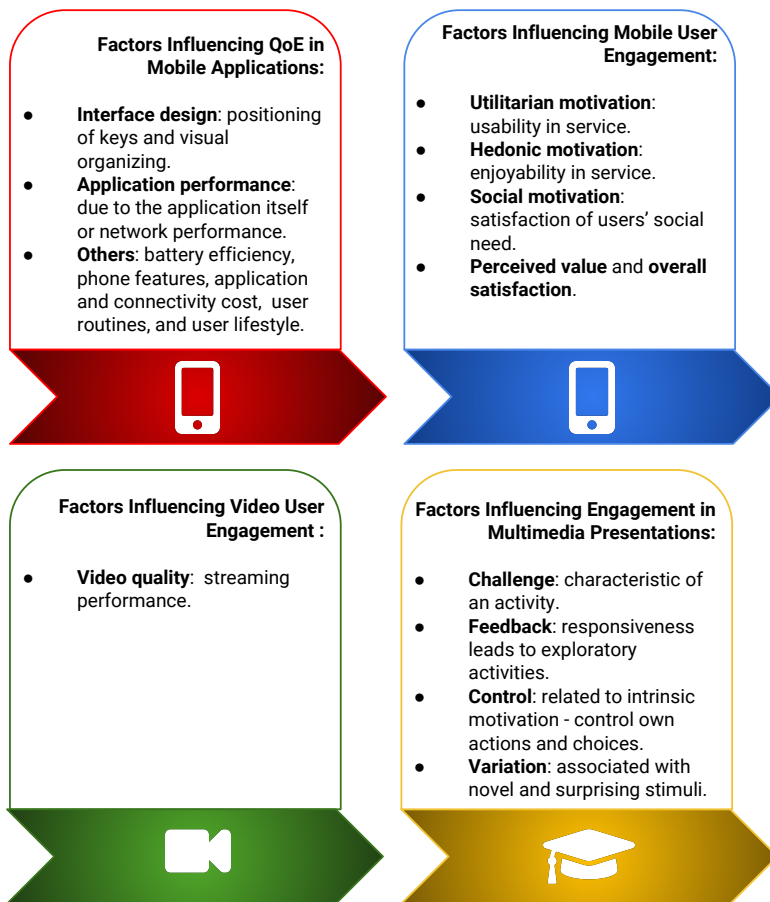 Factors Influencing QoE in
Mobile Applications:
● Interface design: positioning
of keys and visual
organizing.
● Application performance:
due to the application itself
or network performance.
● Others: battery efficiency,
phone features, application
and connectivity cost, user
routines, and user lifestyle.
Factors Influencing Mobile User
Engagement:
● Utilitarian motivation:
usability in service.
● Hedonic motivation:
enjoyability in service.
● Social motivation:
satisfaction of users' social
need.
● Perceived value and overall
satisfaction.
Factors Influencing Video User
Engagement :
● Video quality: streaming
performance.
Factors Influencing Engagement in
Multimedia Presentations:
● Challenge: characteristic of
an activity.
● Feedback: responsiveness
leads to exploratory
activities.
● Control: related to intrinsic
motivation - control own
actions and choices.
● Variation: associated with
novel and surprising stimuli.